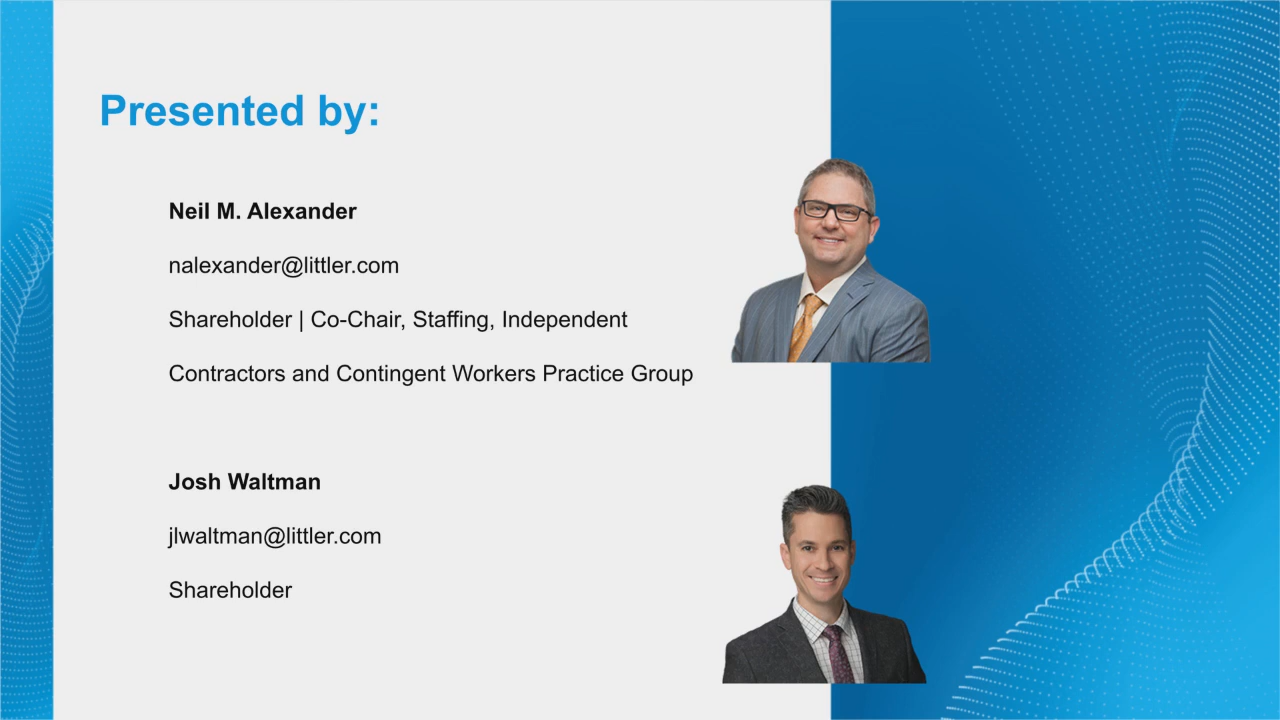 Presented by:
Neil M. Alexander
nalexander@littler.com
Shareholder | Co-Chair, Staffing, Independent
Contractors and Contingent Workers Practice Group
Josh Waltman
jlwaltman@littler.com
Shareholder